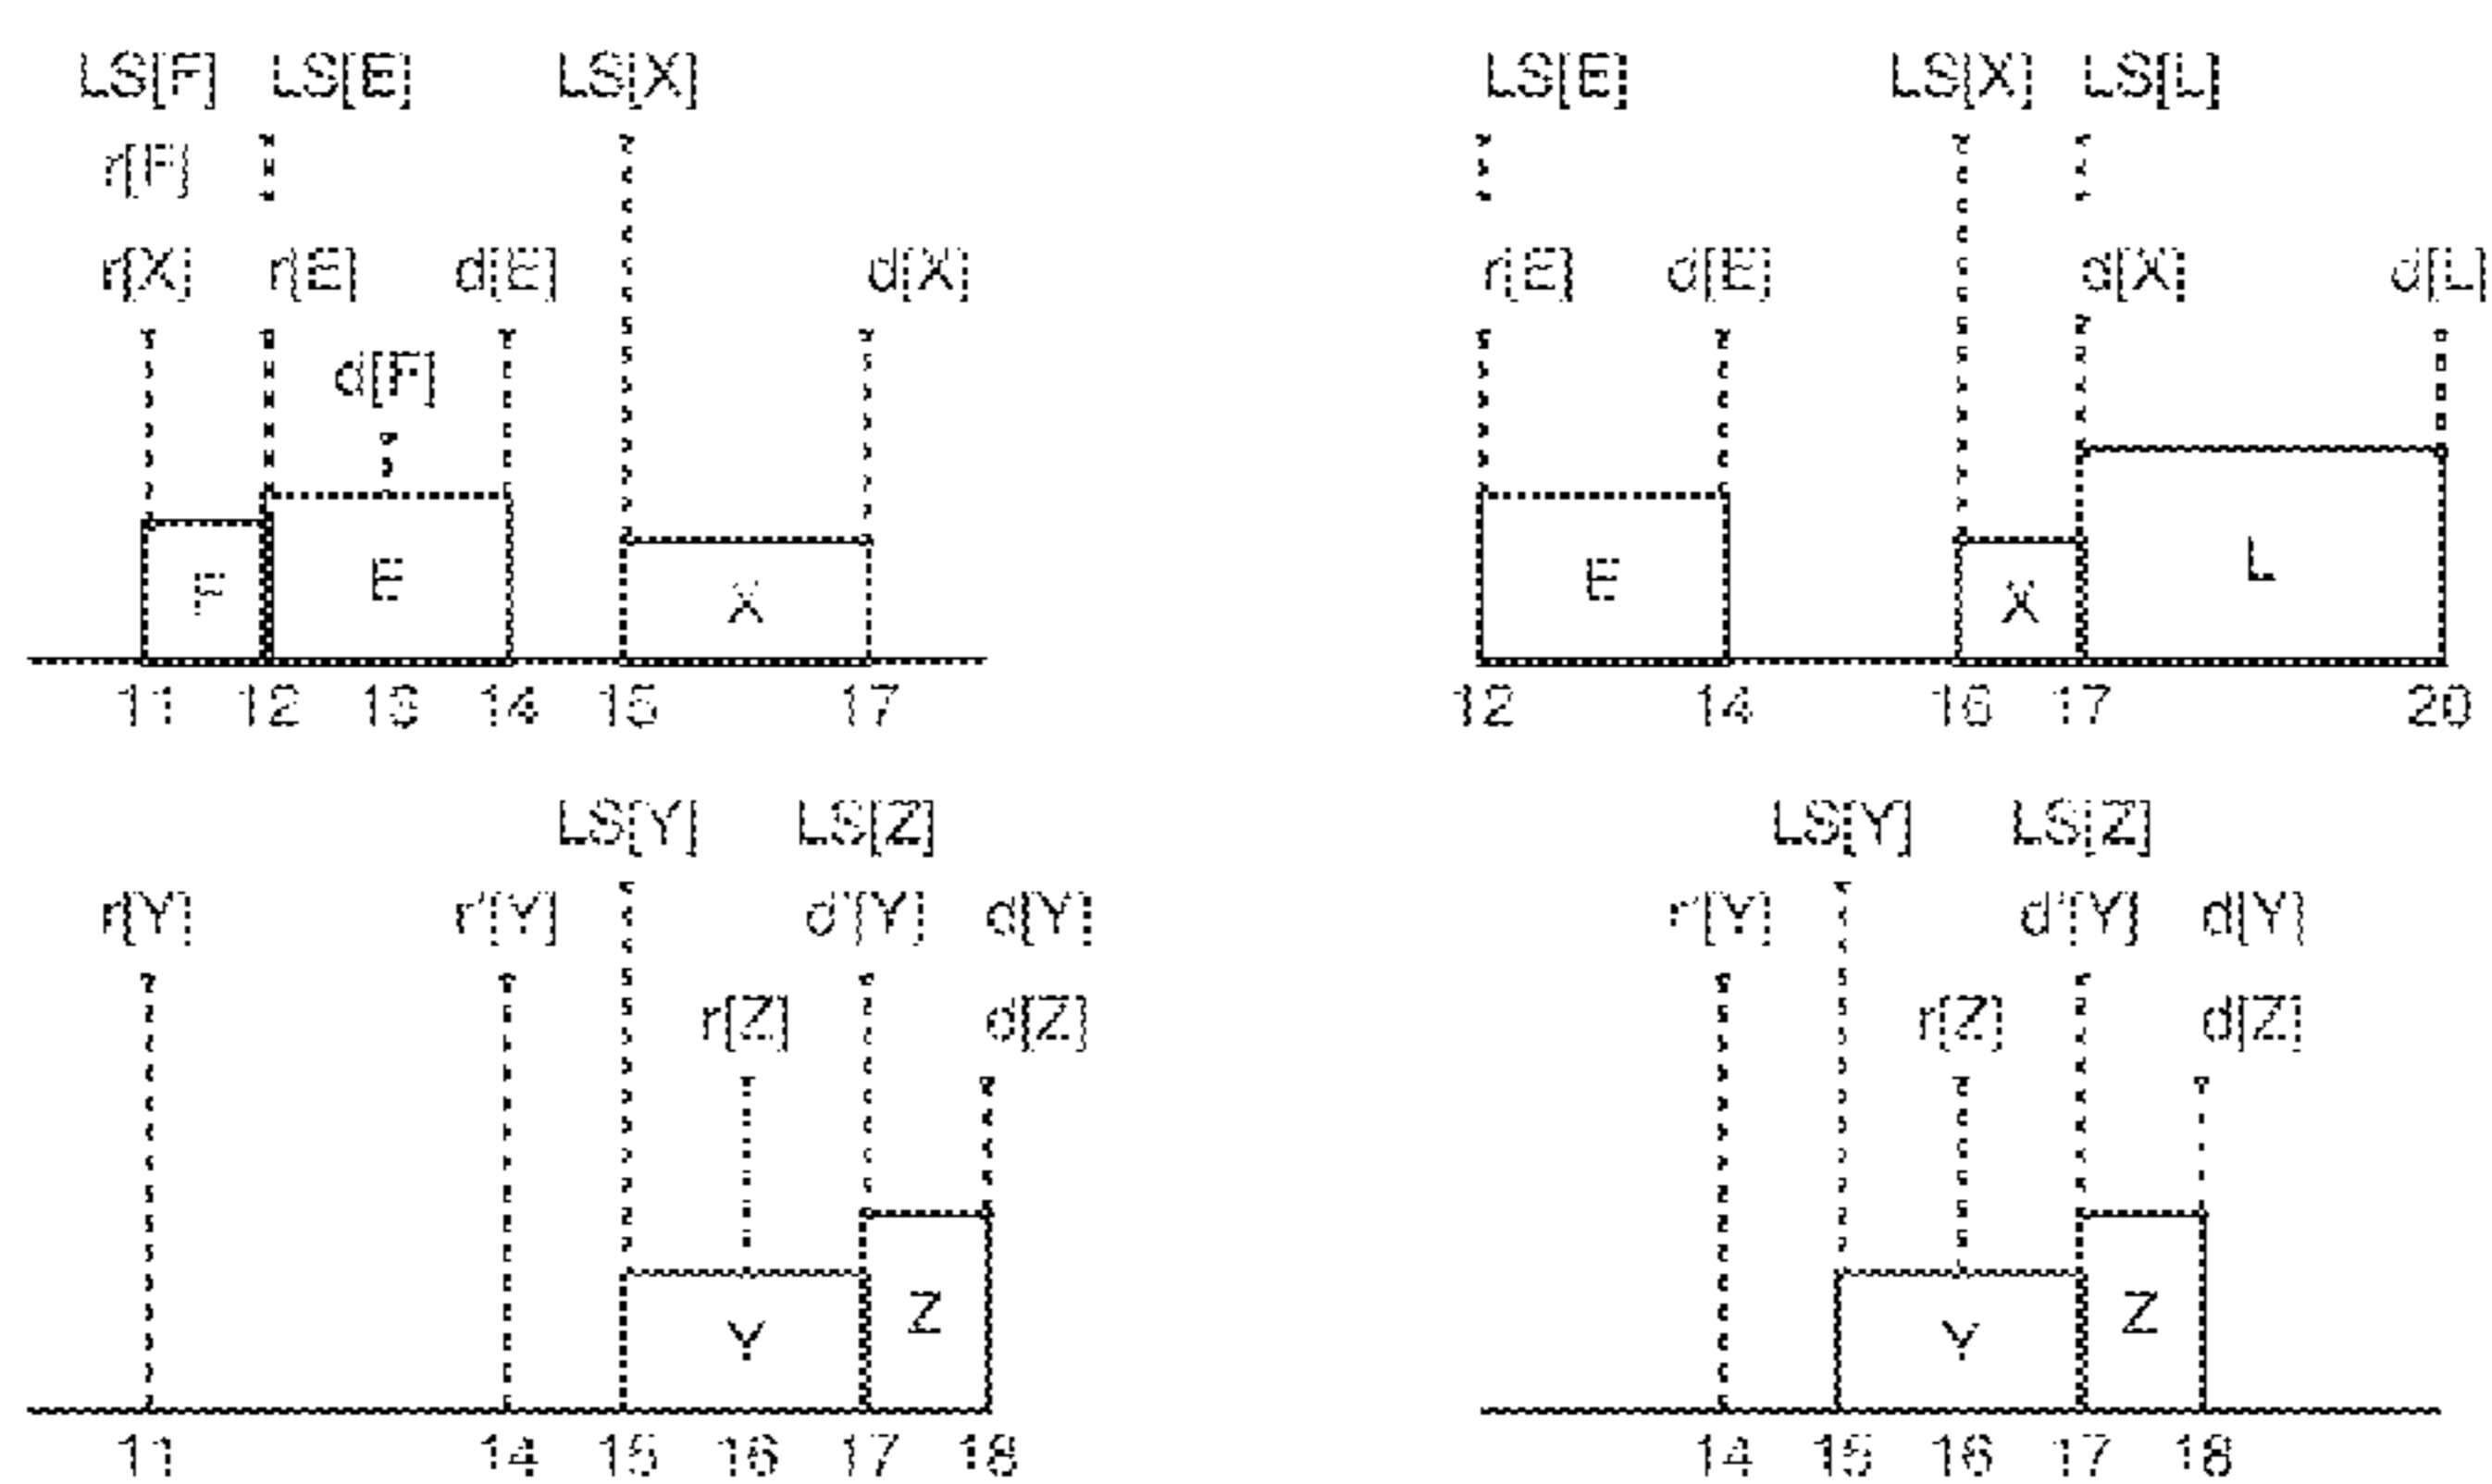 LS[F] LS[E] LS[X] LS[E] LS[X] LS[L]
r[F]
r[X] r[E] d[E] d[X] r[E] d[E] d[X] d[L]
d[F]
F E X E X L
11 12 13 14 15 17 12 14 16 17 20
LS[Y] LS[Z] LS[Y] LS[Z]
r[Y] r'[Y] d'[Y] d[Y] r'[Y] d'[Y] d[Y]
r[Z] d[Z] r[Z] d[Z]
Y Z Y Z
11 14 15 16 17 18 14 15 16 17 18